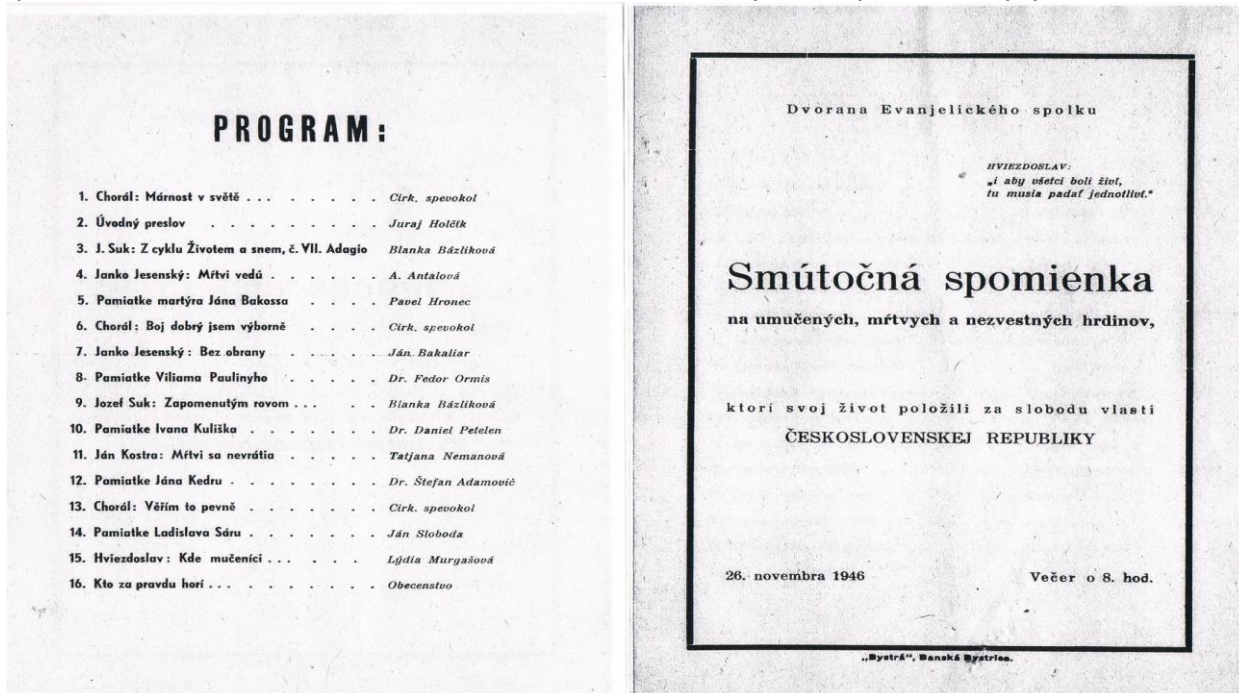 PROGRAM:
1. Chorál: Márnost v světě . . . . . . . . Cirk. spevokol
2. Úvodný preslov . . . . . . . . Juraj Holčík
3. J. Suk: Z cyklu Životem a snem, č. VII. Adagio Blanka Bázliková
4. Janko Jesenský: Mŕtvi vedú . . . . . . A. Antalová
5. Pamiatke martýra Jána Bakossa . . . . Pavel Hronec
6. Chorál: Boj dobrý jsem výborně . . . . Cirk. spevokol
7. Janko Jesenský: Bez obrany . . . . . Ján Bakaliar
8. Pamiatke Viliama Paulinyho . . . . . Dr. Fedor Ormis
9. Jozef Suk: Zapomenutým rovom . . . . . Blanka Bázliková
10. Pamiatke Ivana Kuliška . . . . . . . Dr. Daniel Petelen
11. Ján Kostra: Mŕtvi sa nevrátia . . . . . Tatjana Nemanová
12. Pamiatke Jána Kedru . . . . . . . . Dr. Štefan Adamovič
13. Chorál: Věřím to pevně . . . . . . . Cirk. spevokol
14. Pamiatke Ladislava Sáru . . . . . . . Ján Sloboda
15. Hviezdoslav: Kde mučeníci . . . . . . Lýdia Murgašová
16. Kto za pravdu horí . . . . . . . . . Obecenstvo
Dvorana Evanjelického spolku
HVIEZDOSLAV:
„i aby všetci boli živí,
tu musia padať jednotliví."
Smútočná spomienka
na umučených, mŕtvych a nezvestných hrdinov,
ktorí svoj život položili za slobodu vlasti
ČESKOSLOVENSKEJ REPUBLIKY
26. novembra 1946 Večer o 8. hod.
„Bystrá", Banská Bystrica.